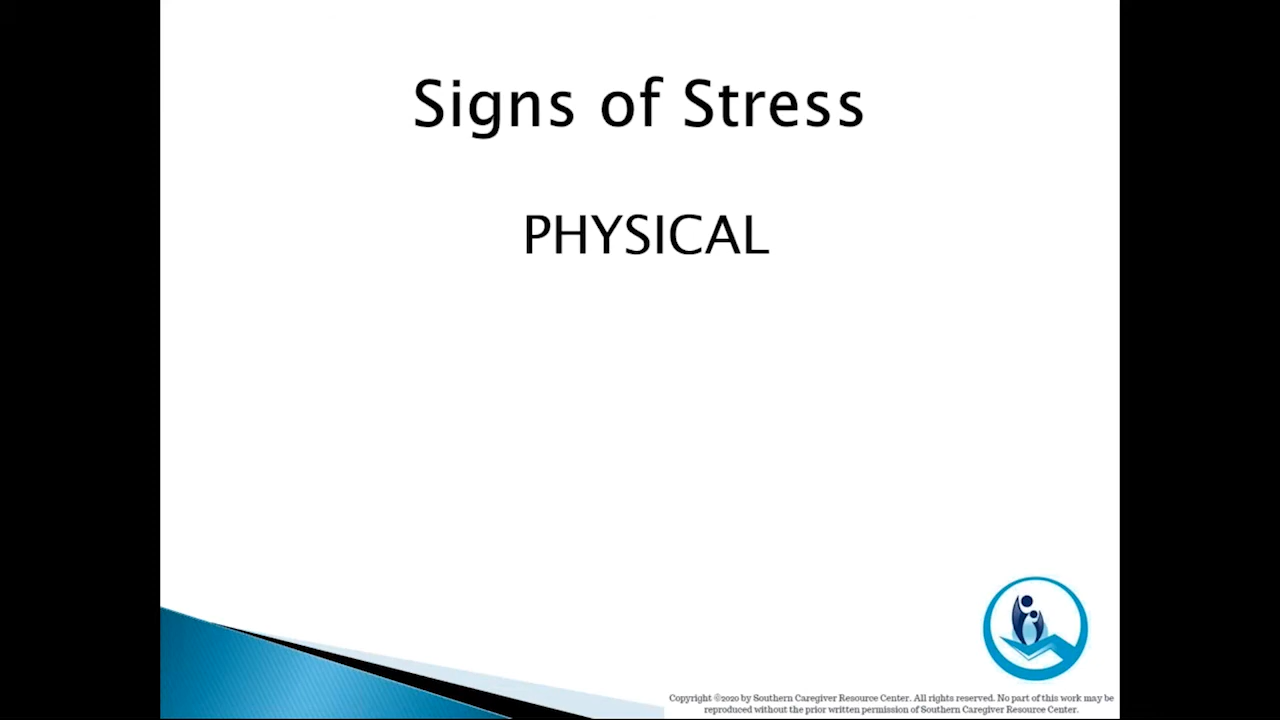 Signs of Stress
PHYSICAL
Copyright ©2020 by Southern Caregiver Resource Center. All rights reserved. No part of this work may be
reproduced without the prior written permission of Southern Caregiver Resource Center.